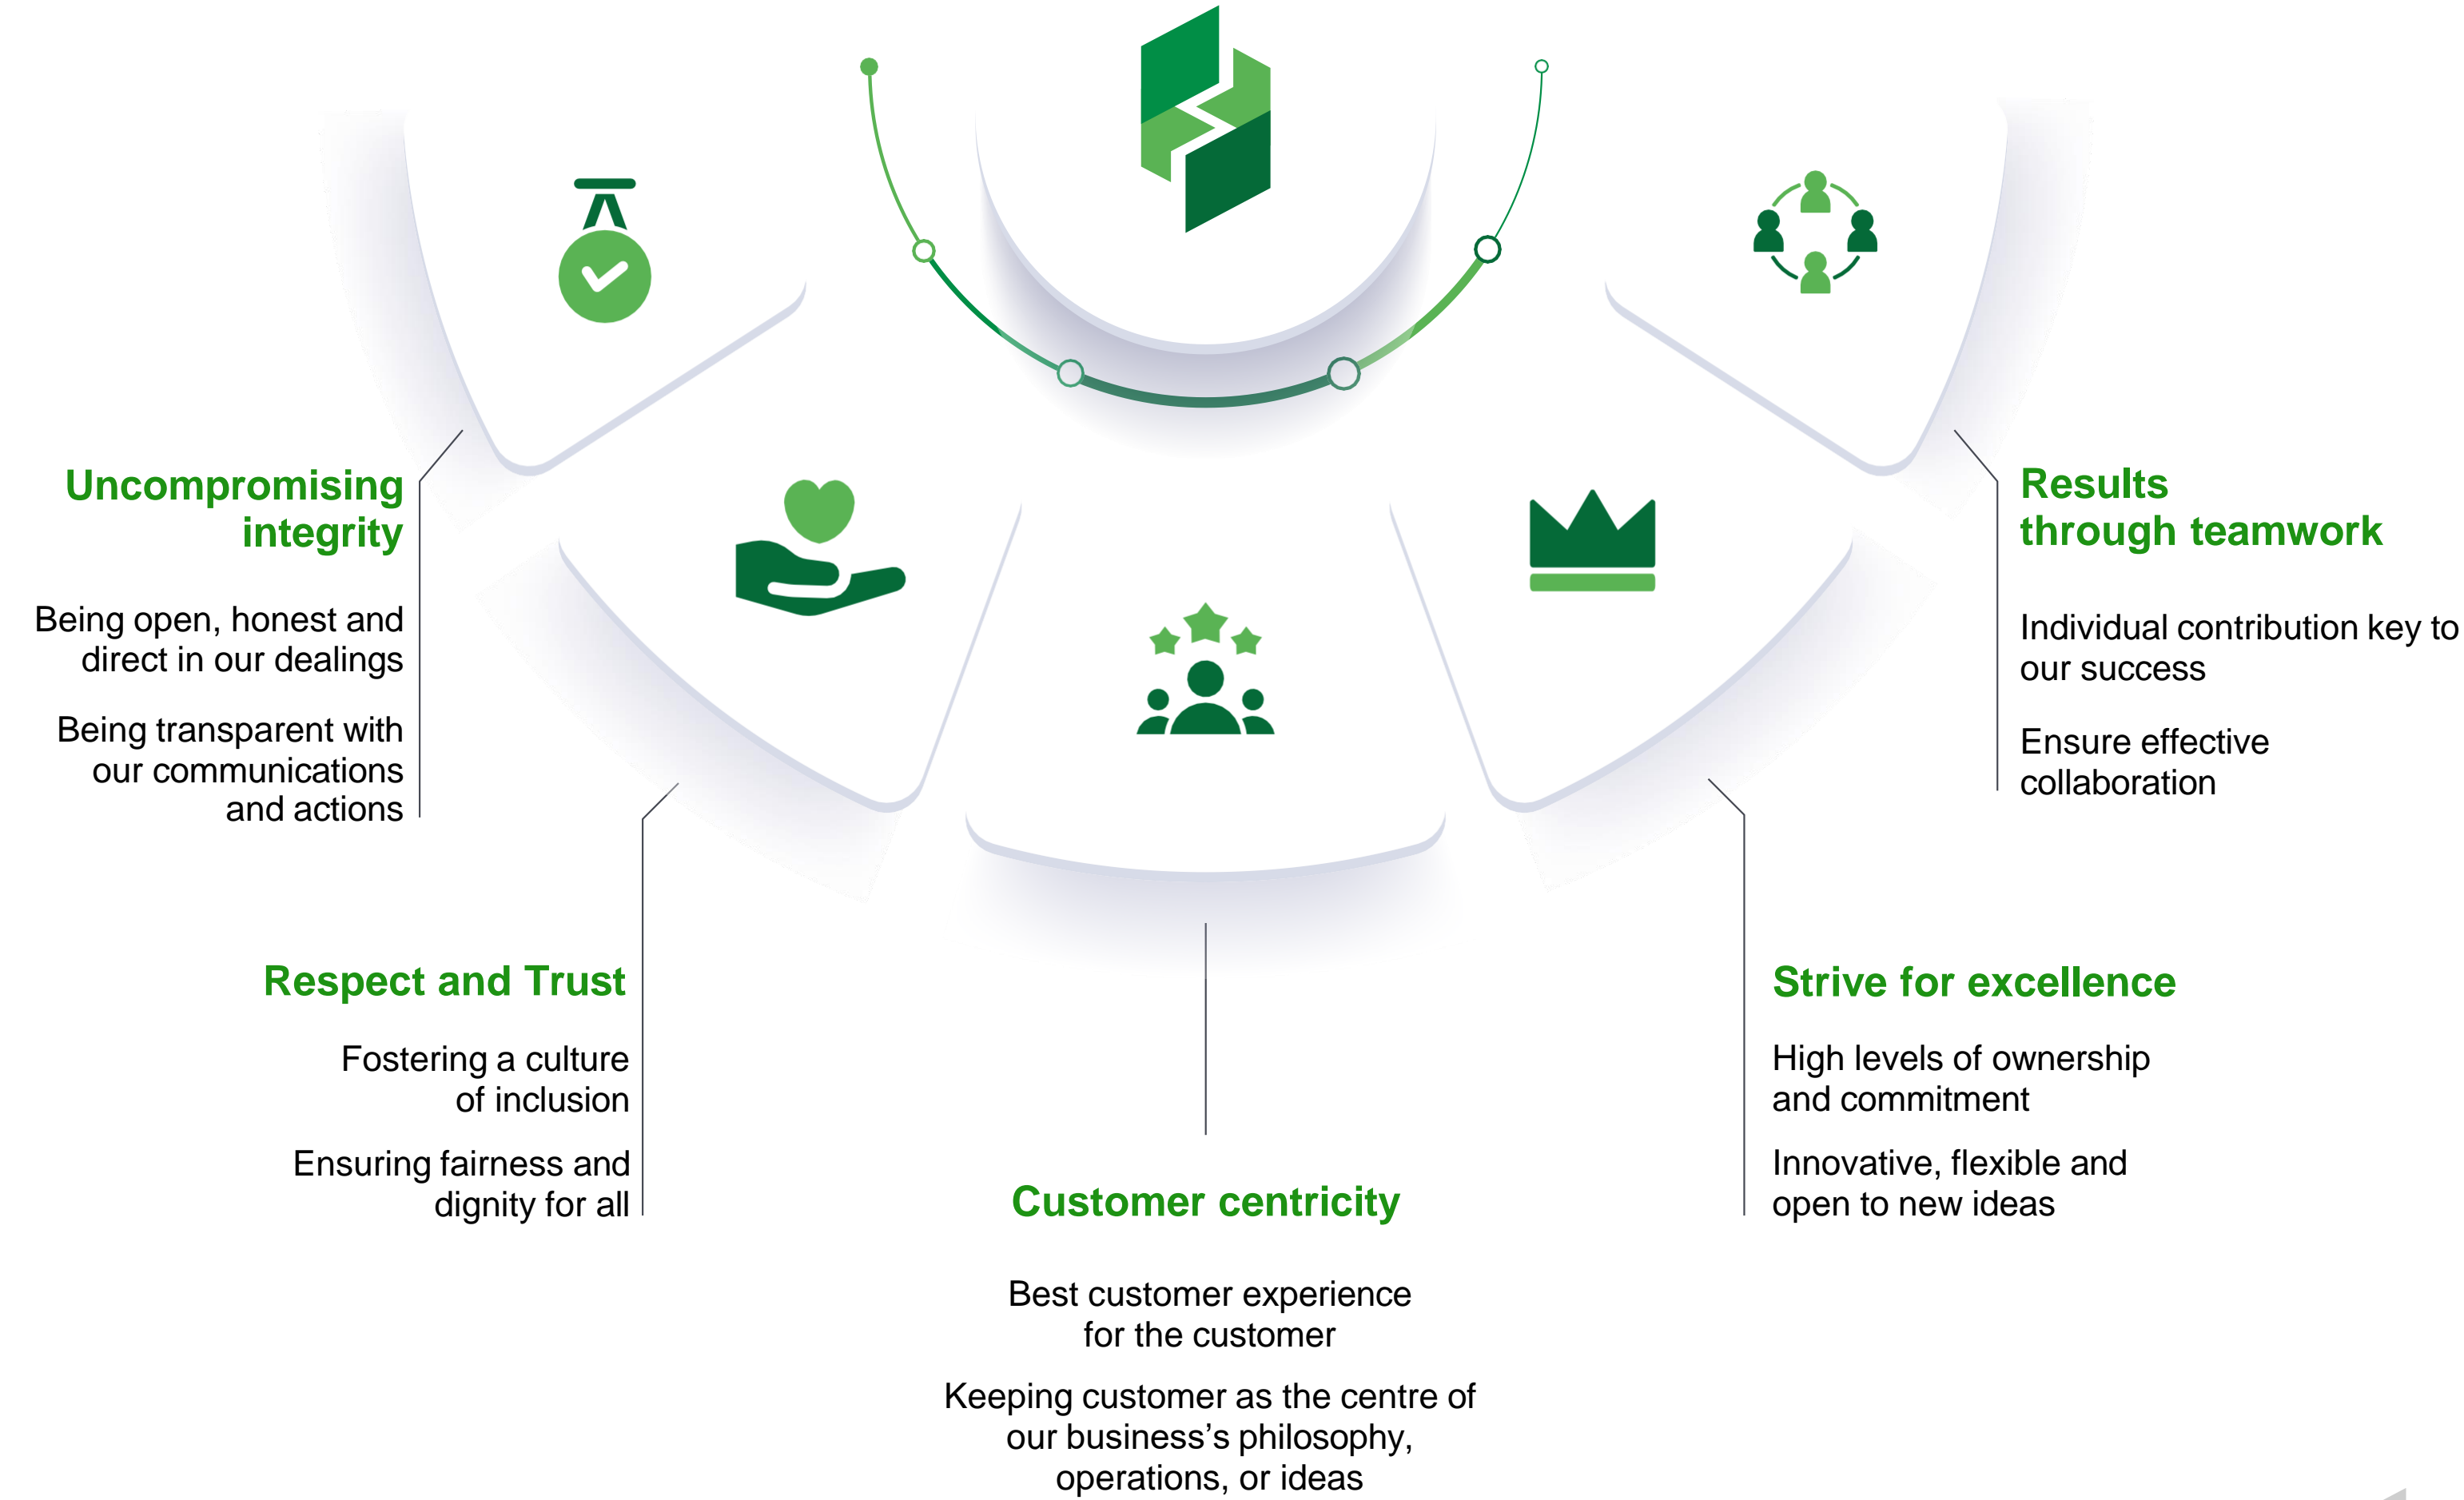 Uncompromising
integrity
Being open, honest and
direct in our dealings
Being transparent with
our communications
and actions
Respect and Trust
Fostering a culture
of inclusion
Ensuring fairness and
dignity for all
Customer centricity
Best customer experience
for the customer
Keeping customer as the centre of
our business’s philosophy,
operations, or ideas
Strive for excellence
High levels of ownership
and commitment
Innovative, flexible and
open to new ideas
Results
through teamwork
Individual contribution key to
our success
Ensure effective
collaboration